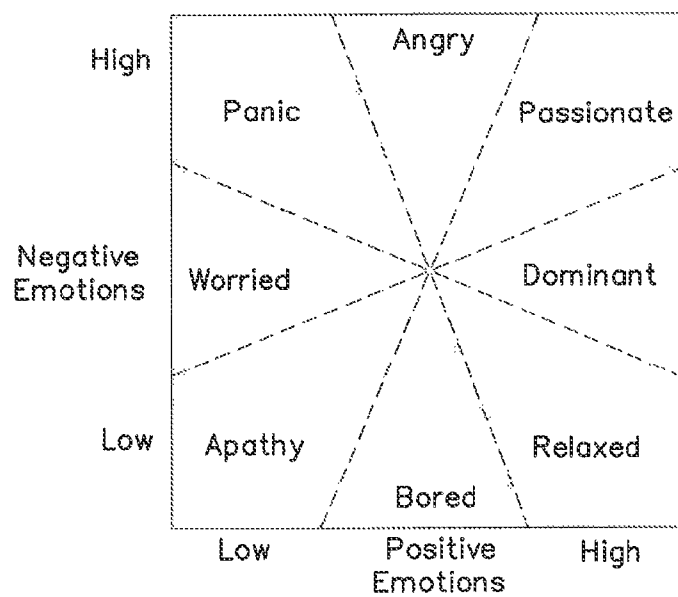 Angry
High
Panic
Passionate
Negative
Emotions
Worried
Dominant
Low
Apathy
Relaxed
Bored
Low
Positive
Emotions
High